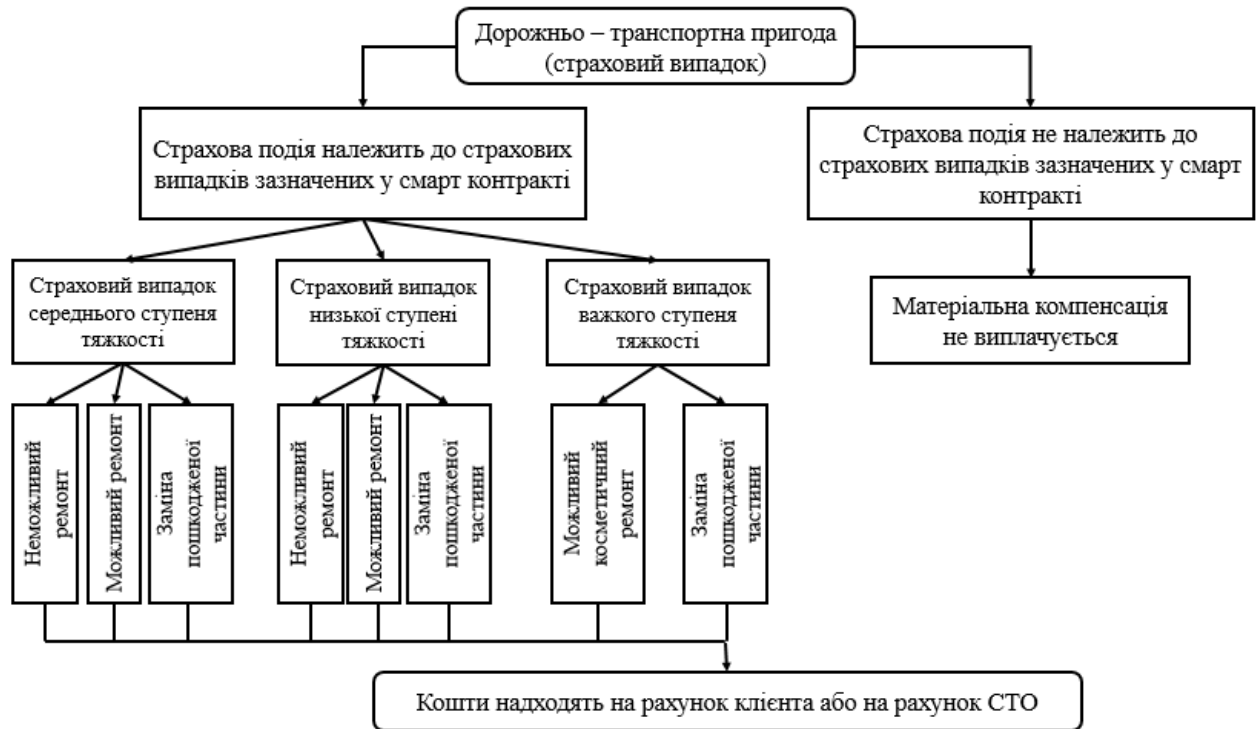 Дорожньо – транспортна пригода
(страховий випадок)
Страхова подія належить до страхових
випадків зазначених у смарт контракті
Страхова подія не належить до
страхових випадків зазначених у смарт
контракті
Страховий випадок
середнього ступеня
тяжкості
Страховий випадок
низької ступені
тяжкості
Страховий випадок
важкого ступеня
тяжкості
Матеріальна компенсація
не виплачується
Неможливий
ремонт
Можливий ремонт
Заміна
пошкодженої
частини
Неможливий
ремонт
Можливий ремонт
Заміна
пошкодженої
частини
Можливий
косметичний
ремонт
Заміна
пошкодженої
частини
Кошти надходять на рахунок клієнта або на рахунок СТО